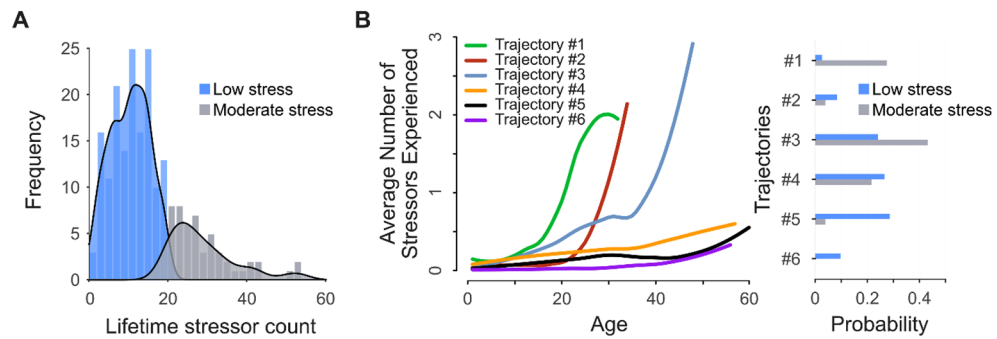 A
25
20
15
10
5
0
Frequency
Low stress
Moderate stress
0
20
40
60
Lifetime stressor count
B
3
2
1
0
Average Number of
Stressors Experienced
Trajectory #1
Trajectory #2
Trajectory #3
Trajectory #4
Trajectory #5
Trajectory #6
0
20
40
60
Age
Trajectories
#1
#2
#3
#4
#5
#6
Low stress
Moderate stress
0
0.2
0.4
Probability